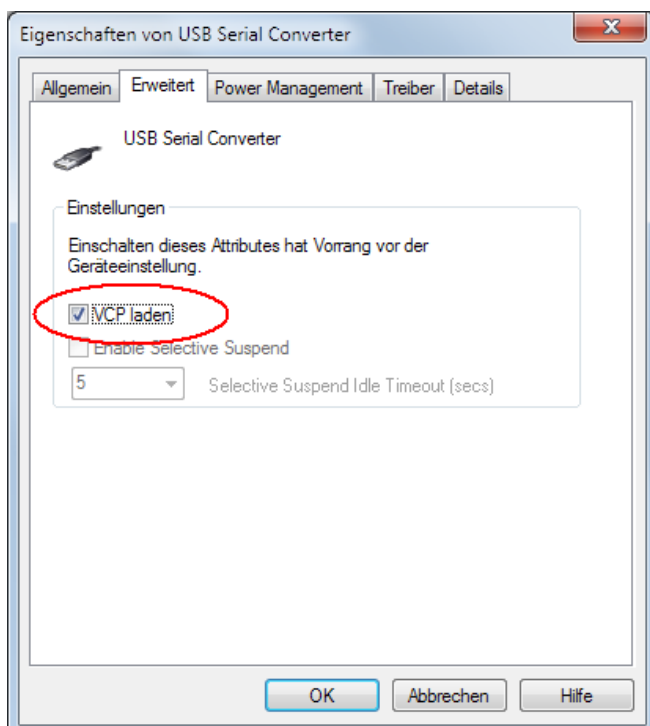 Eigenschaften von USB Serial Converter
Allgemein Erweitert Power Management Treiber Details
USB Serial Converter
Einstellungen
Einschalten dieses Attributes hat Vorrang vor der
Geräteeinstellung.
VCP laden
Enable Selective Suspend
5 Selective Suspend Idle Timeout (secs)
OK Abbrechen Hilfe